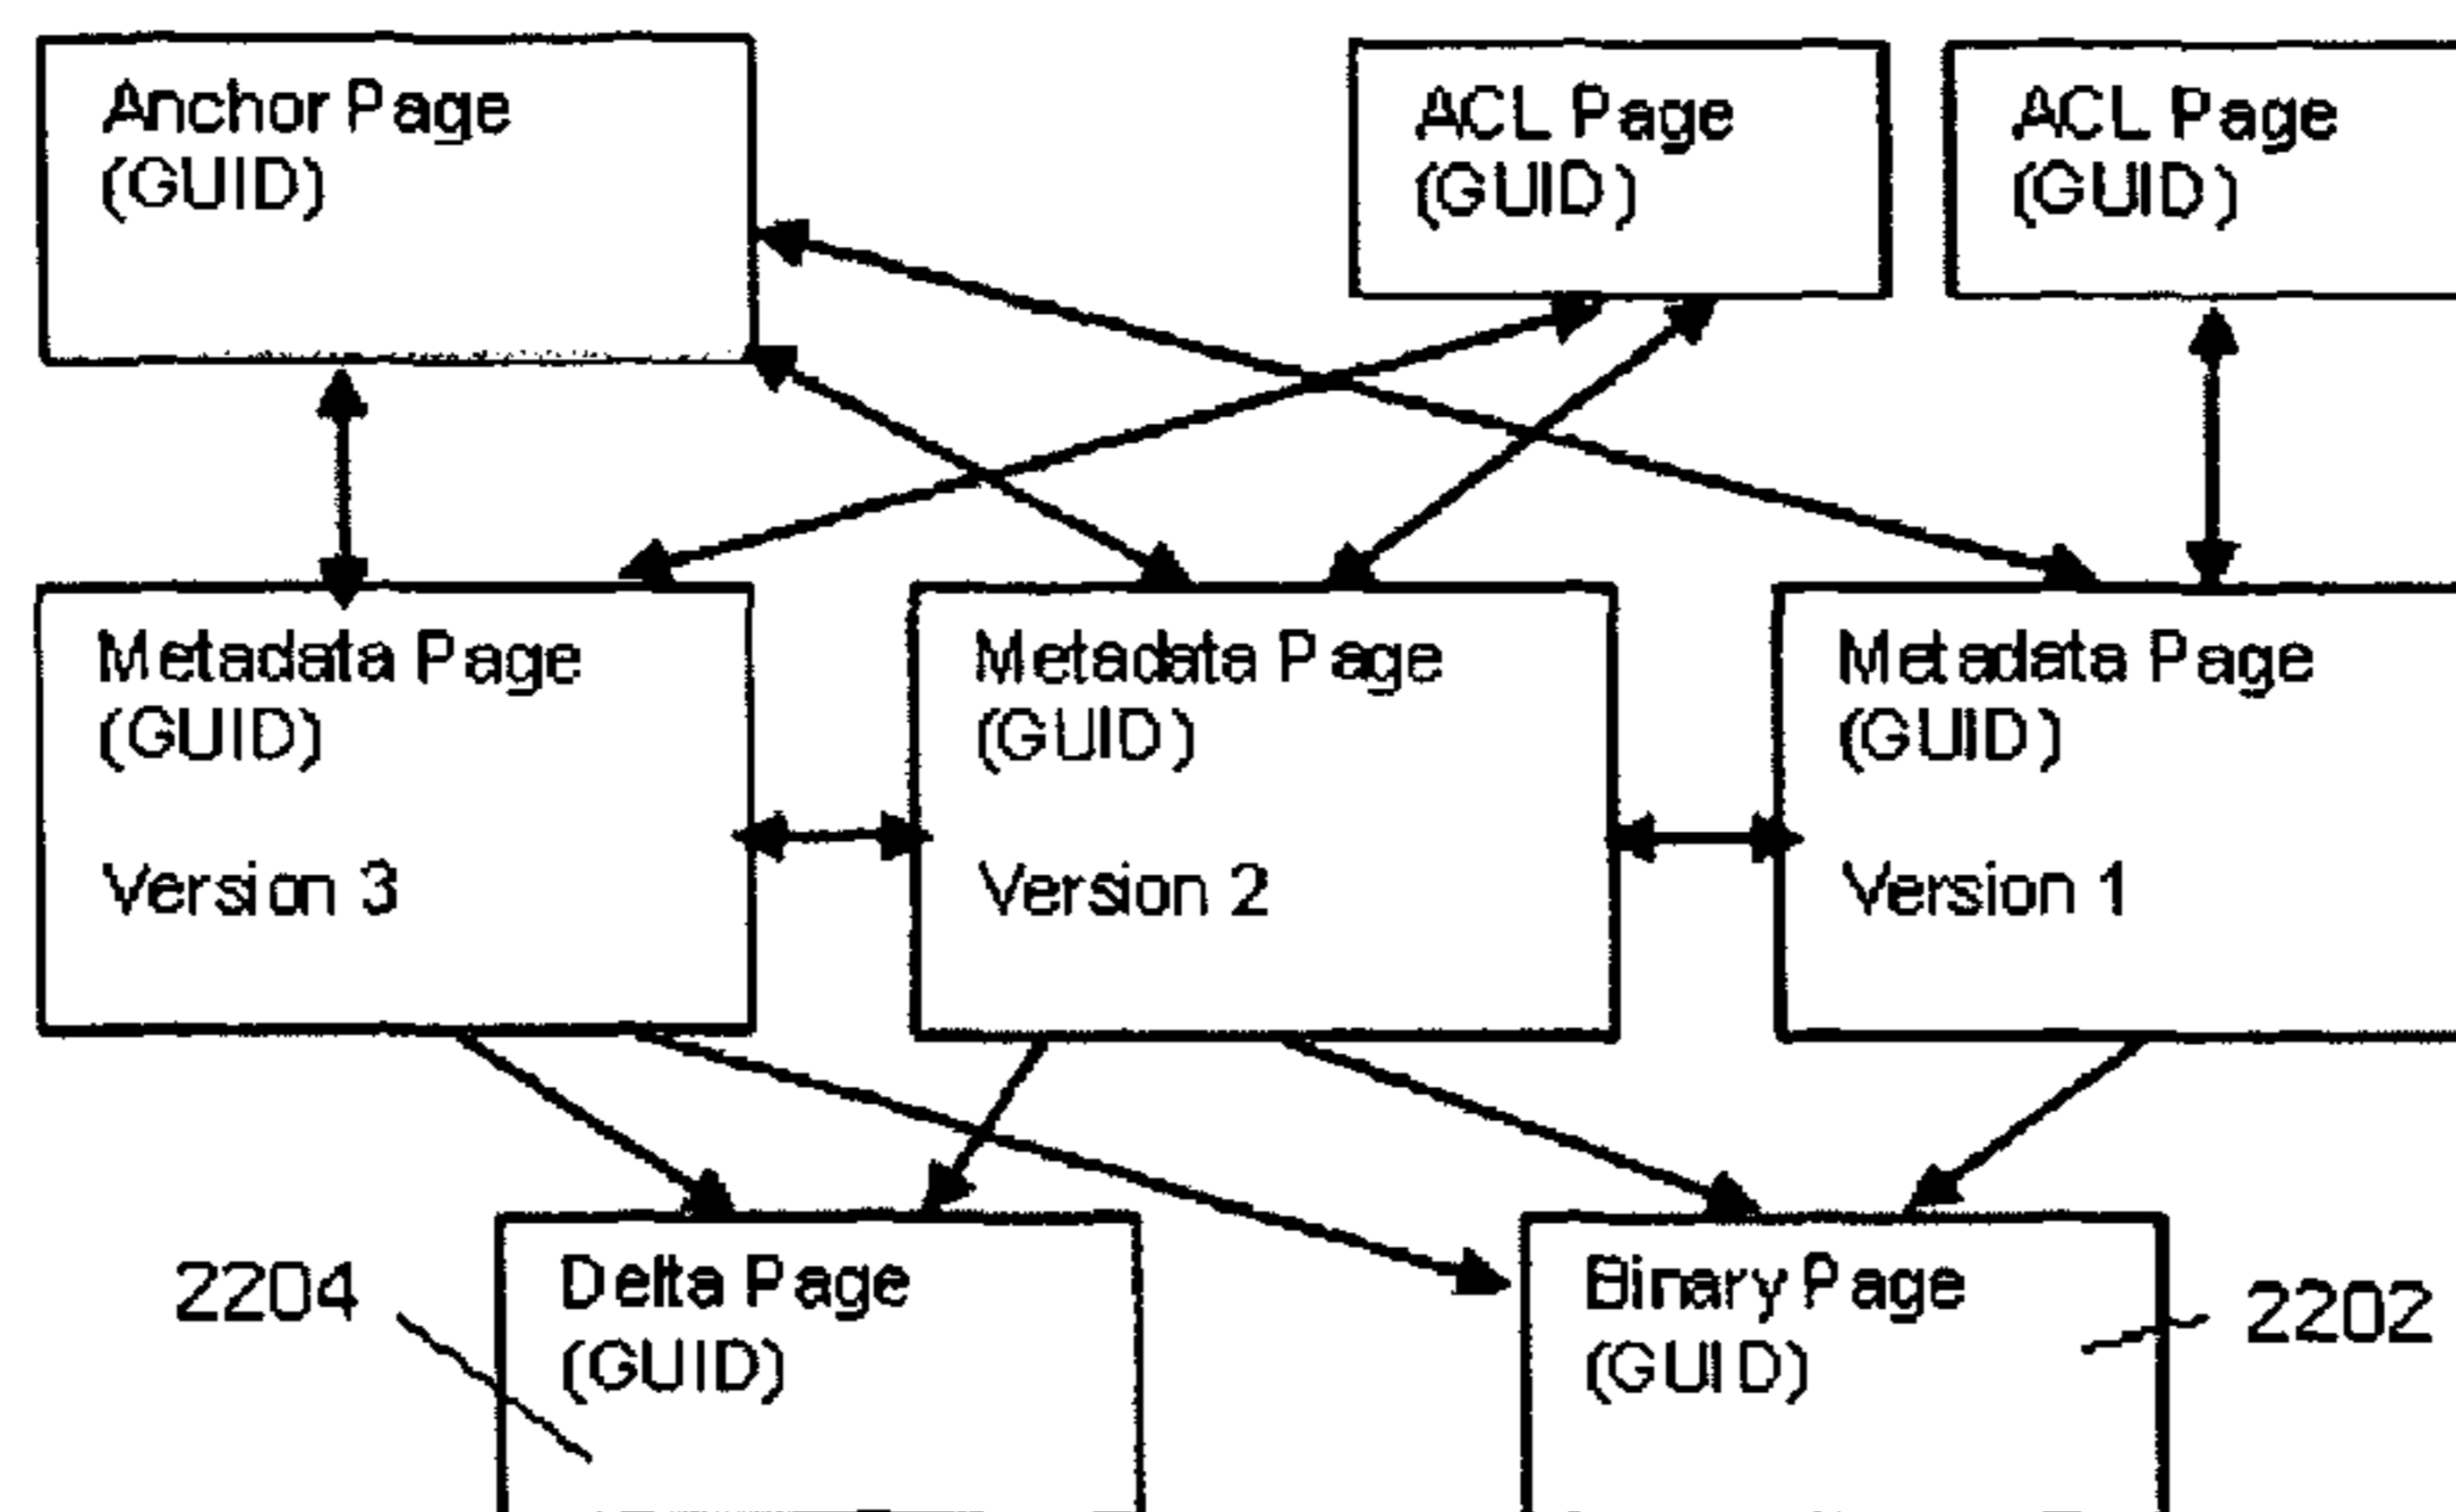 Anchor Page
(GUID)
ACL Page
(GUID)
ACL Page
(GUID)
Metadata Page
(GUID)
Version 3
Metadata Page
(GUID)
Version 2
Metadata Page
(GUID)
Version 1
2204
Delta Page
(GUID)
Binary Page
(GUID)
2202